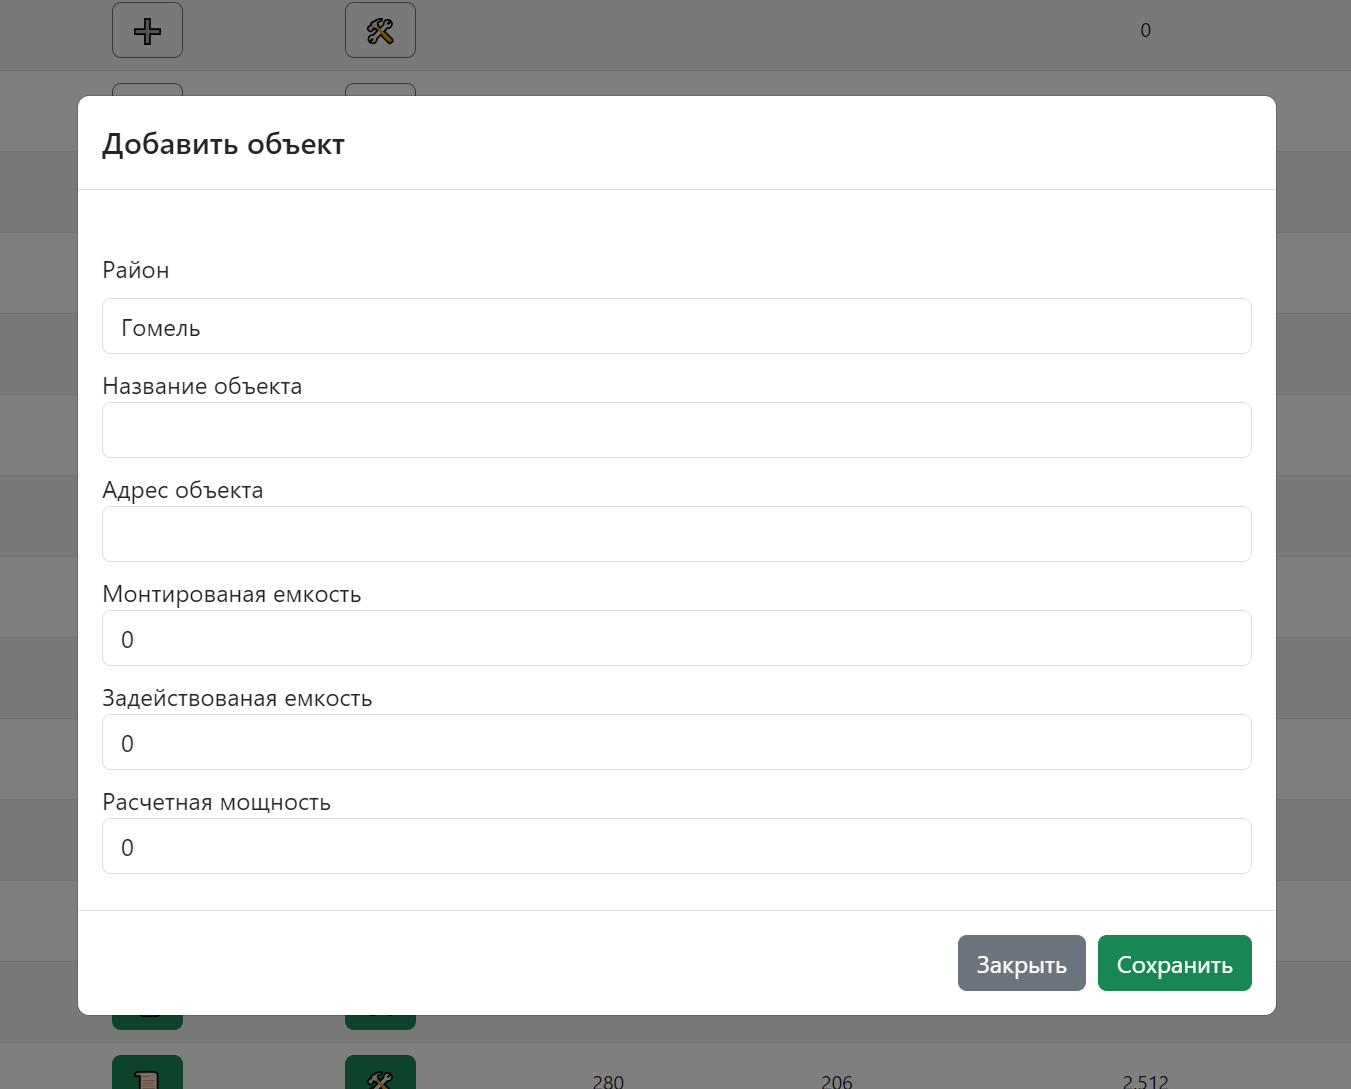 0
Добавить объект
Район
Гомель
Название объекта
Адрес объекта
Монтированая емкость
0
Задействованая емкость
0
Расчетная мощность
0
Закрыть Сохранить
280 206 2,512